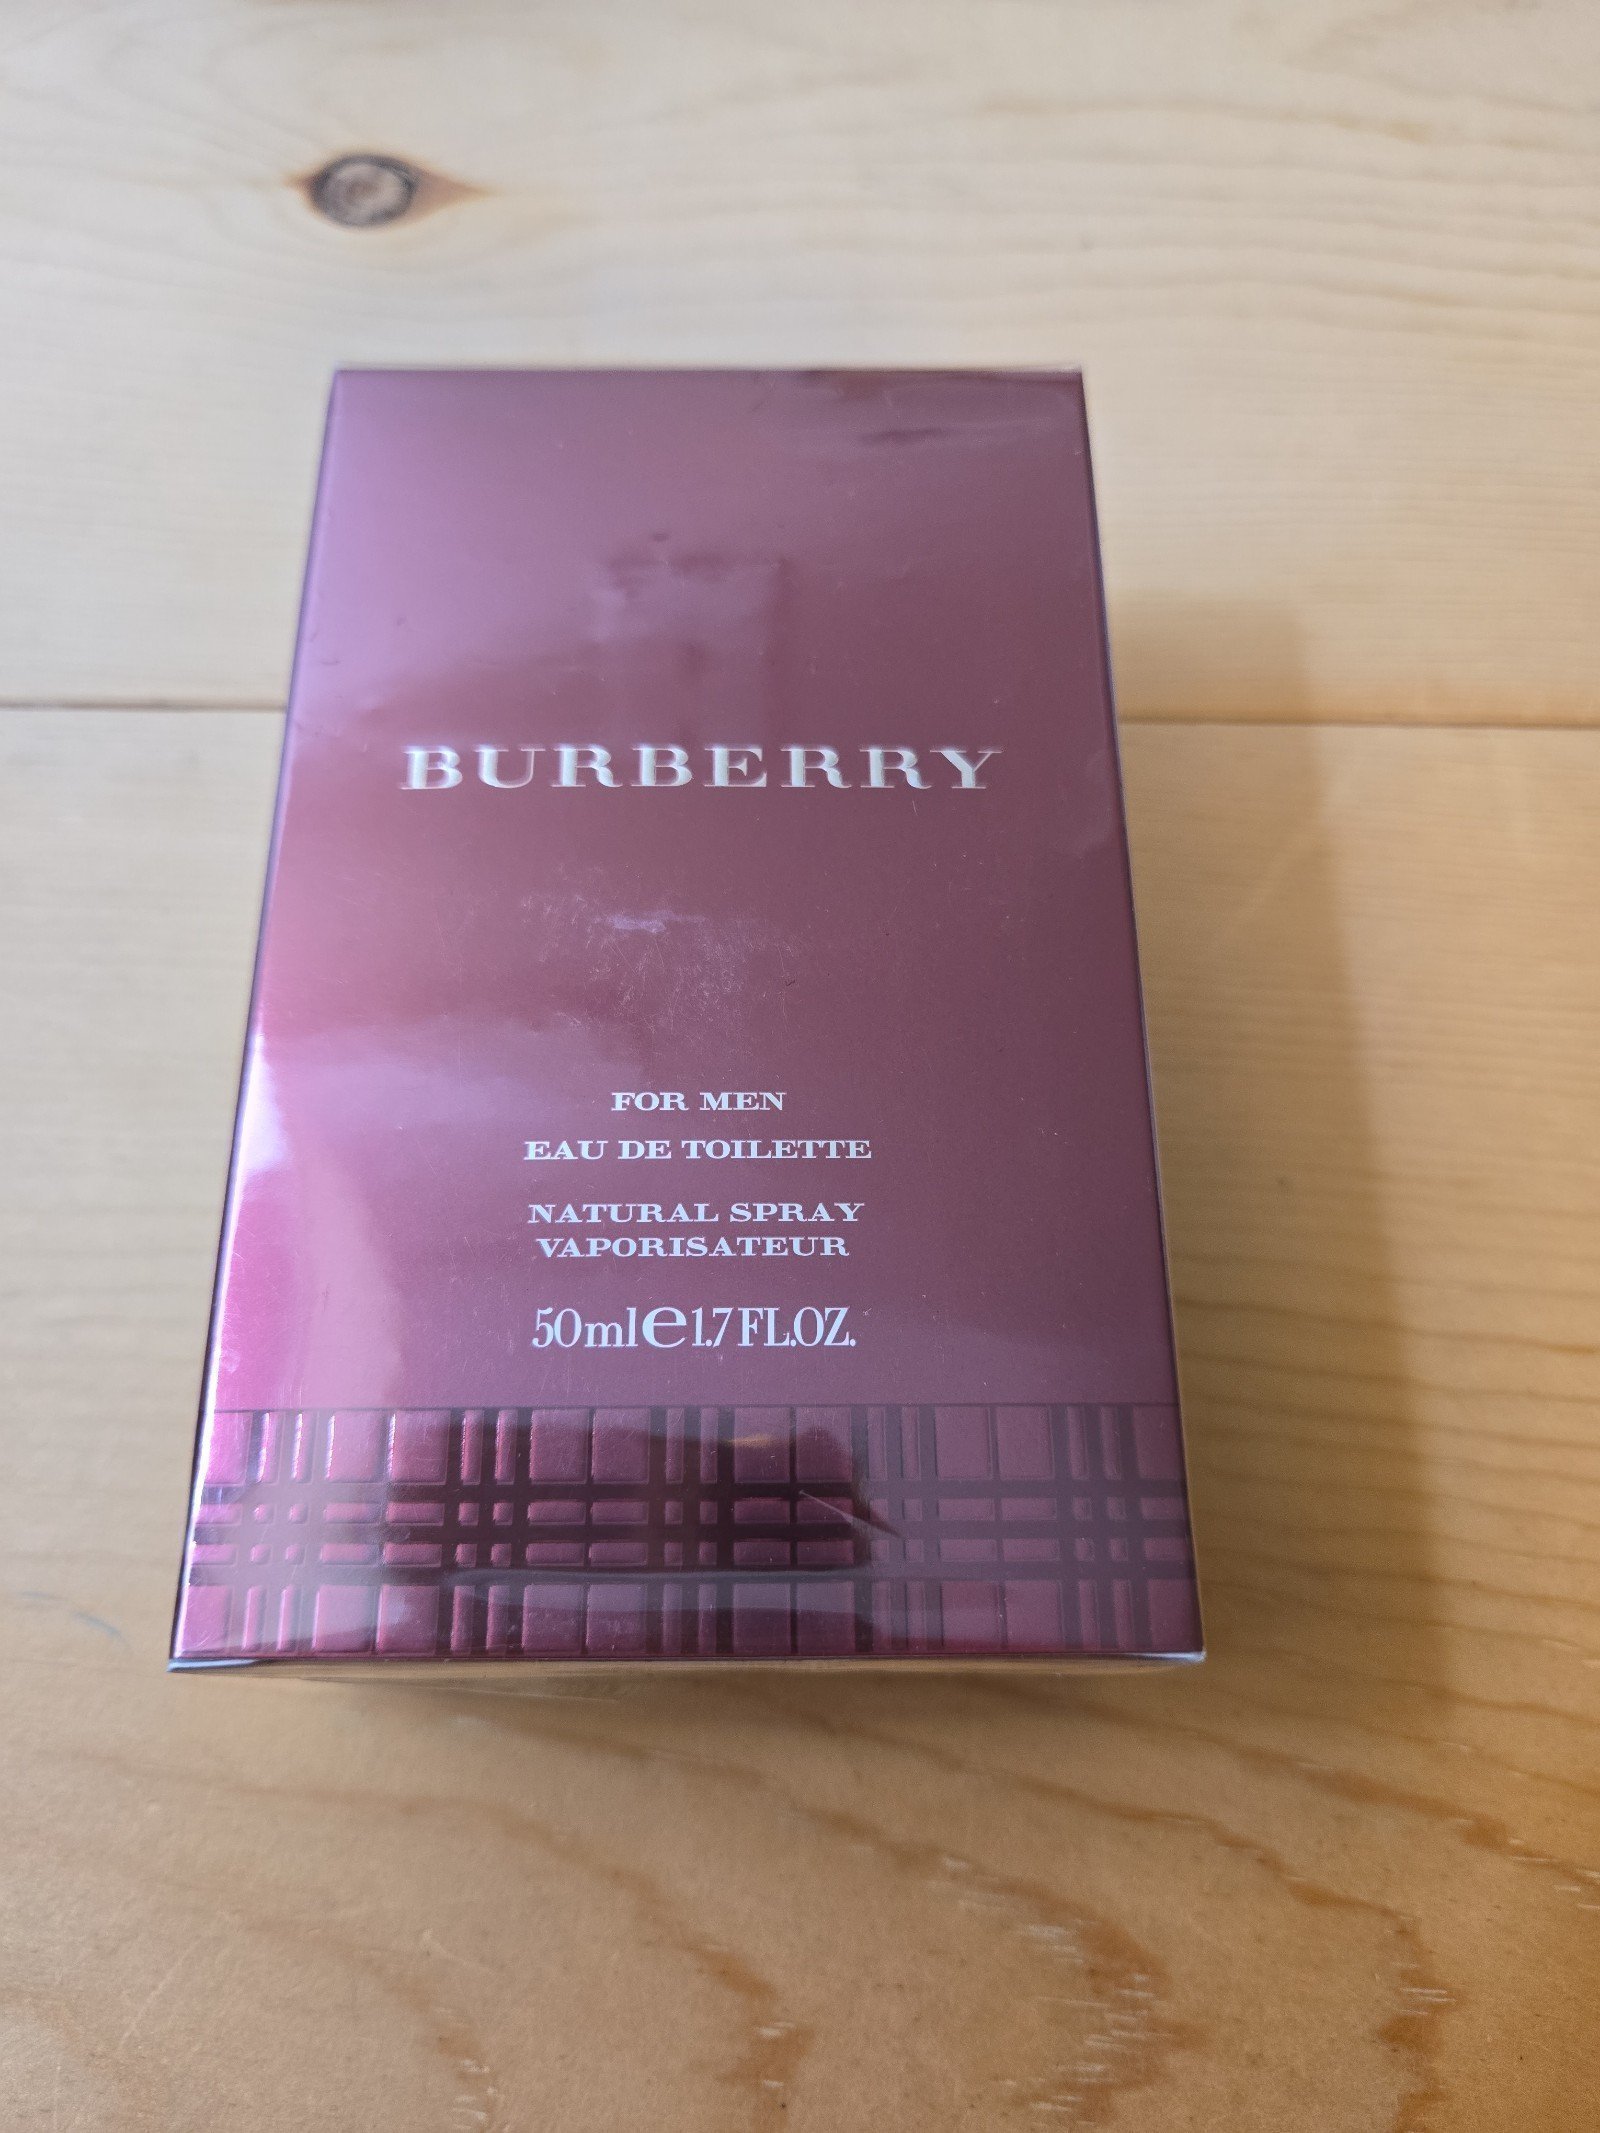 BURBERRY
FOR MEN
EAU DE TOILETTE
NATURAL SPRAY
VAPORISATEUR
50ml℮1.7FL.OZ.